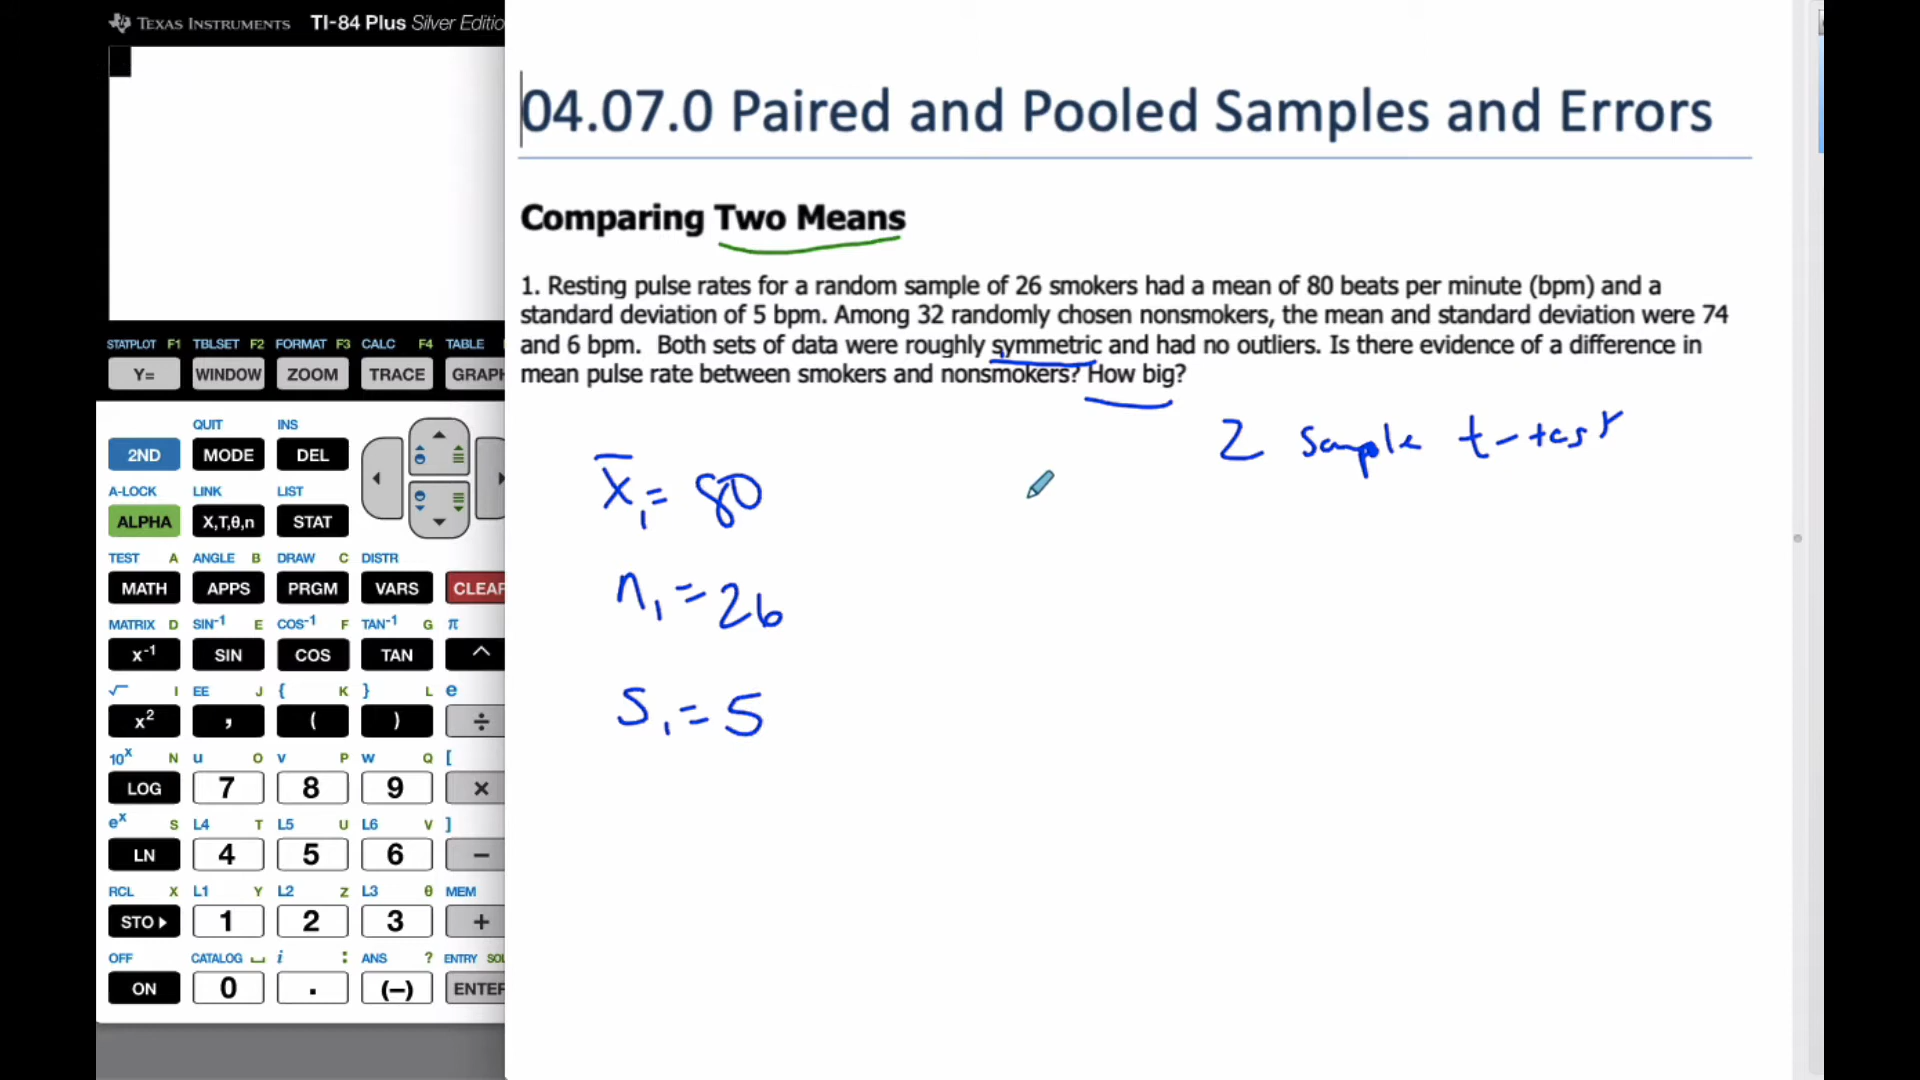 TEXAS INSTRUMENTS TI-84 Plus Silver Editio
04.07.0 Paired and Pooled Samples and Errors
Comparing Two Means
1. Resting pulse rates for a random sample of 26 smokers had a mean of 80 beats per minute (bpm) and a
standard deviation of 5 bpm. Among 32 randomly chosen nonsmokers, the mean and standard deviation were 74
and 6 bpm. Both sets of data were roughly symmetric and had no outliers. Is there evidence of a difference in
mean pulse rate between smokers and nonsmokers? How big?
2 Sample t-test
x̄₁ = 80
n₁ = 26
s₁ = 5
STATPLOT F1 TBLSET F2 FORMAT F3 CALC F4 TABLE
Y= WINDOW ZOOM TRACE GRAPH
QUIT INS
2ND MODE DEL
A-LOCK LINK LIST
ALPHA X,T,θ,n STAT
TEST A ANGLE B DRAW C DISTR
MATH APPS PRGM VARS CLEAR
MATRIX D SIN⁻¹ E COS⁻¹ F TAN⁻¹ G π
x⁻¹ SIN COS TAN ^
√ I EE J { K } L e
x² , ( ) ÷
10ˣ N u O v P w Q [
LOG 7 8 9 ×
eˣ S L4 T L5 U L6 V ]
LN 4 5 6 −
RCL X L1 Y L2 Z L3 θ MEM
STO▸ 1 2 3 +
OFF CATALOG ⎵ i : ANS ? ENTRY SOL
ON 0 . (−) ENTER